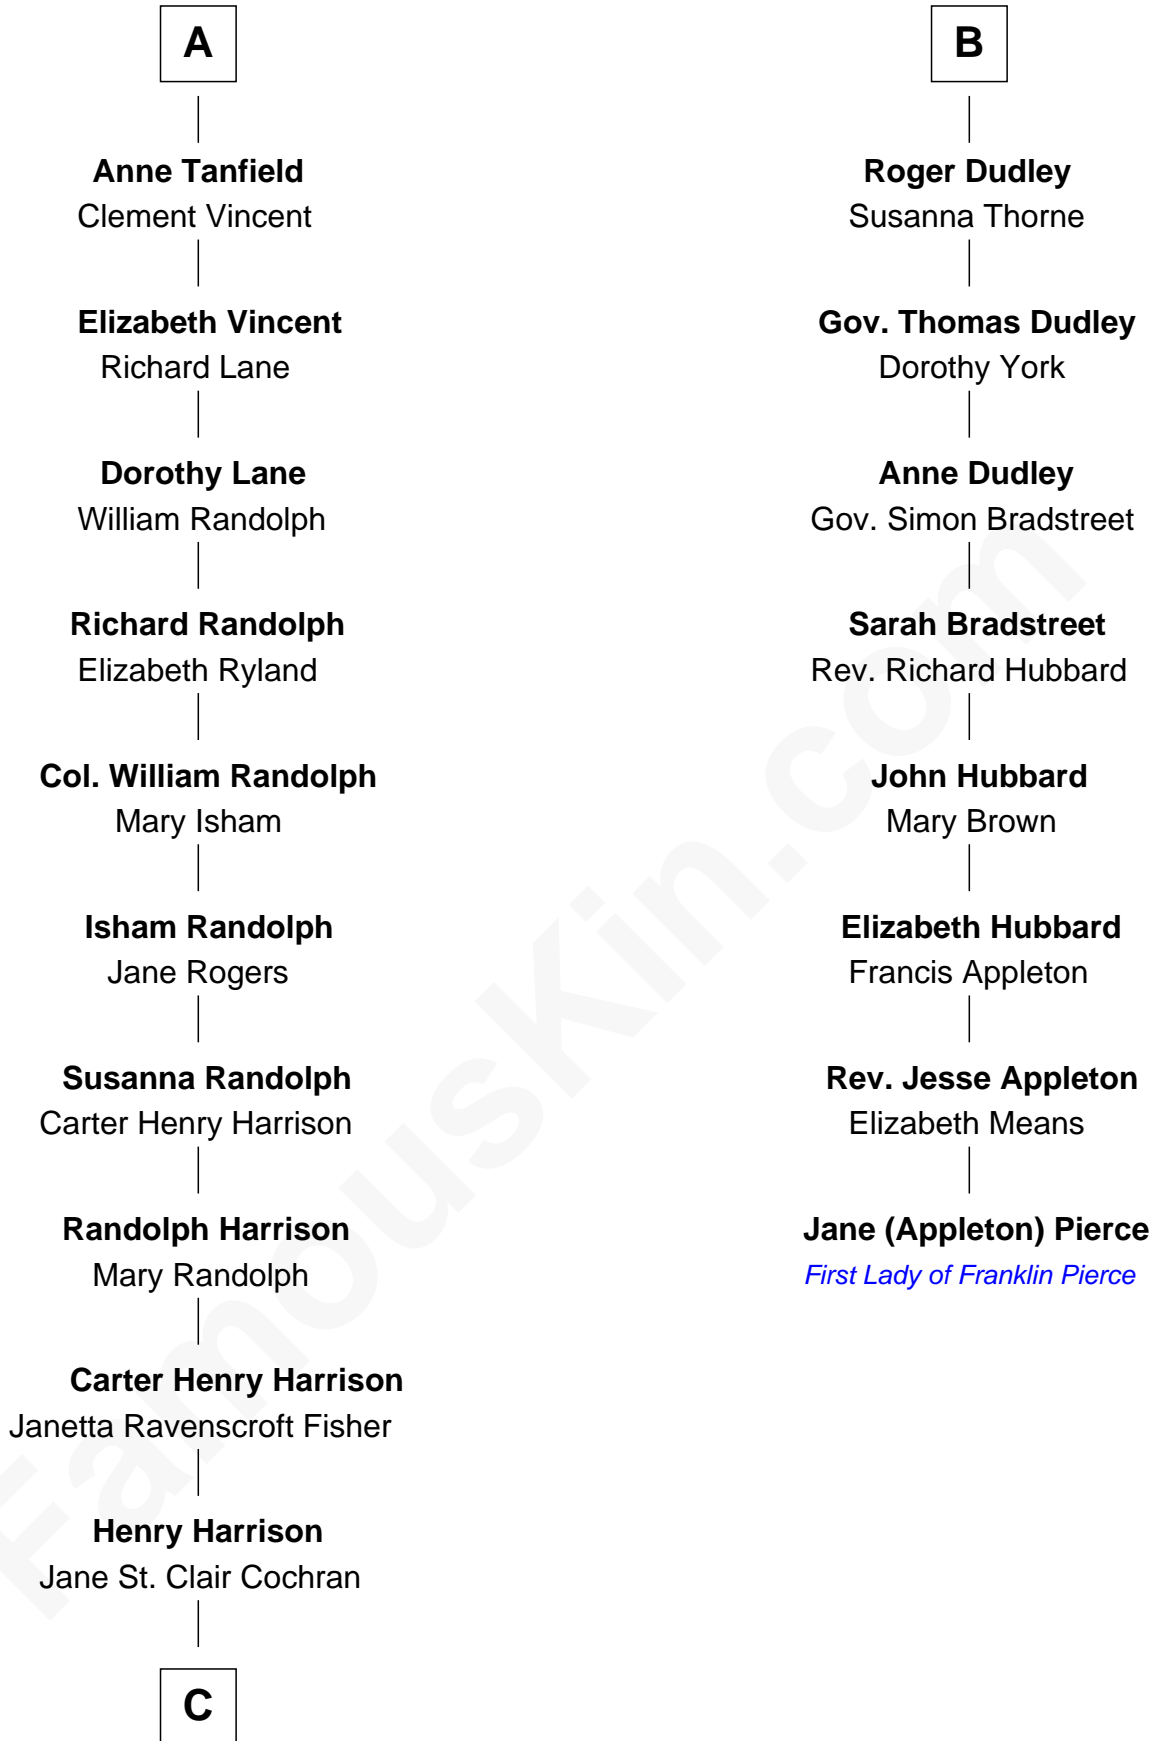 A
Anne Tanfield
Clement Vincent
Elizabeth Vincent
Richard Lane
Dorothy Lane
William Randolph
Richard Randolph
Elizabeth Ryland
Col. William Randolph
Mary Isham
Isham Randolph
Jane Rogers
Susanna Randolph
Carter Henry Harrison
Randolph Harrison
Mary Randolph
Carter Henry Harrison
Janetta Ravenscroft Fisher
Henry Harrison
Jane St. Clair Cochran
C
B
Roger Dudley
Susanna Thorne
Gov. Thomas Dudley
Dorothy York
Anne Dudley
Gov. Simon Bradstreet
Sarah Bradstreet
Rev. Richard Hubbard
John Hubbard
Mary Brown
Elizabeth Hubbard
Francis Appleton
Rev. Jesse Appleton
Elizabeth Means
Jane (Appleton) Pierce
First Lady of Franklin Pierce
FamousKin.com